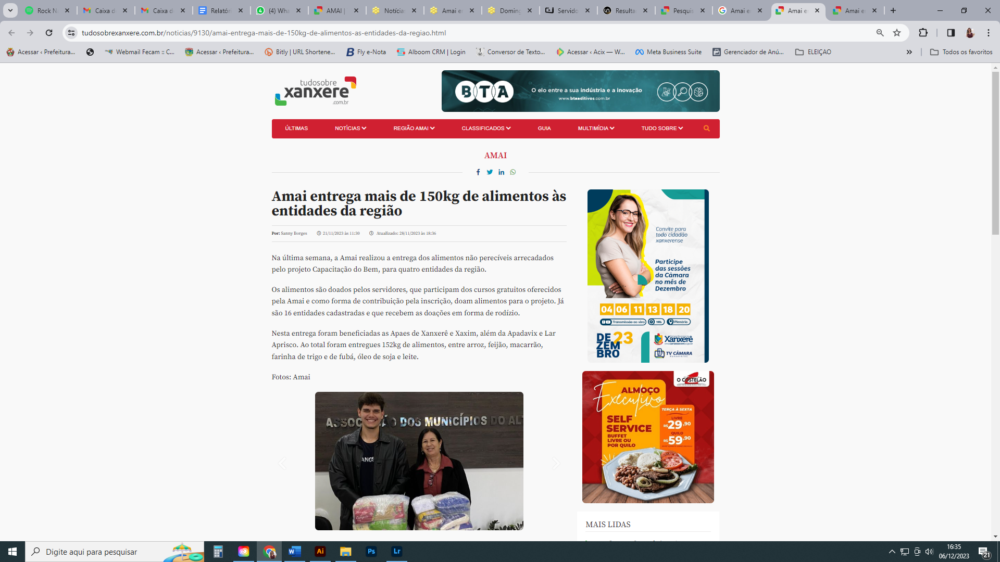 Rock N
Caixa d
Caixa d
Relatóri
(4) Wha
AMAI |
Notícias
Amai e
Doming
Servido
Resulta
Pesquis
Amai e
Amai e
Amai e
tudosobrexanxere.com.br/noticias/9130/amai-entrega-mais-de-150kg-de-alimentos-as-entidades-da-regiao.html
Acessar ‹ Prefeitura...
Webmail Fecam :: C...
Acessar ‹ Prefeitura...
Bitly | URL Shortene...
Fly e-Nota
Alboom CRM | Login
Conversor de Texto...
Acessar ‹ Acix — W...
Meta Business Suite
Gerenciador de Anú...
ELEIÇAO
Todos os favoritos
tudosobre
xanxere
.com.br
BTA
O elo entre a sua indústria e a inovação
www.btaaditivos.com.br
ÚLTIMAS NOTÍCIAS REGIÃO AMAI CLASSIFICADOS GUIA MULTIMÍDIA TUDO SOBRE
AMAI
Amai entrega mais de 150kg de alimentos às
entidades da região
Por: Sanny Borges 21/11/2023 às 11:30 Atualizado: 28/11/2023 às 18:36
Na última semana, a Amai realizou a entrega dos alimentos não perecíveis arrecadados
pelo projeto Capacitação do Bem, para quatro entidades da região.
Os alimentos são doados pelos servidores, que participam dos cursos gratuitos oferecidos
pela Amai e como forma de contribuição pela inscrição, doam alimentos para o projeto. Já
são 16 entidades cadastradas e que recebem as doações em forma de rodízio.
Nesta entrega foram beneficiadas as Apaes de Xanxerê e Xaxim, além da Apadavix e Lar
Aprisco. Ao total foram entregues 152kg de alimentos, entre arroz, feijão, macarrão,
farinha de trigo e de fubá, óleo de soja e leite.
Fotos: Amai
ASSOC ÃO DOS MUNICÍPIOS DO AL
ANGS
Convite para
todo cidadão
xanxerense
Participe
das sessões
da Câmara
no mês de
Dezembro
04 06 11 13 18 20
Transmissão ao vivo 19h Plenário
DE 23
ZEM
BRO
Xanxerê
TV CÂMARA
O COSTELÃO
ALMOÇO
Executivo
SELF
SERVICE
BUFFET
LIVRE OU
POR QUILO
TERÇA À SEXTA
LIVRE
R$29,90
QUILO
R$59,90
MAIS LIDAS
Digite aqui para pesquisar
Ai
Ps
Lr
16:35
06/12/2023
21